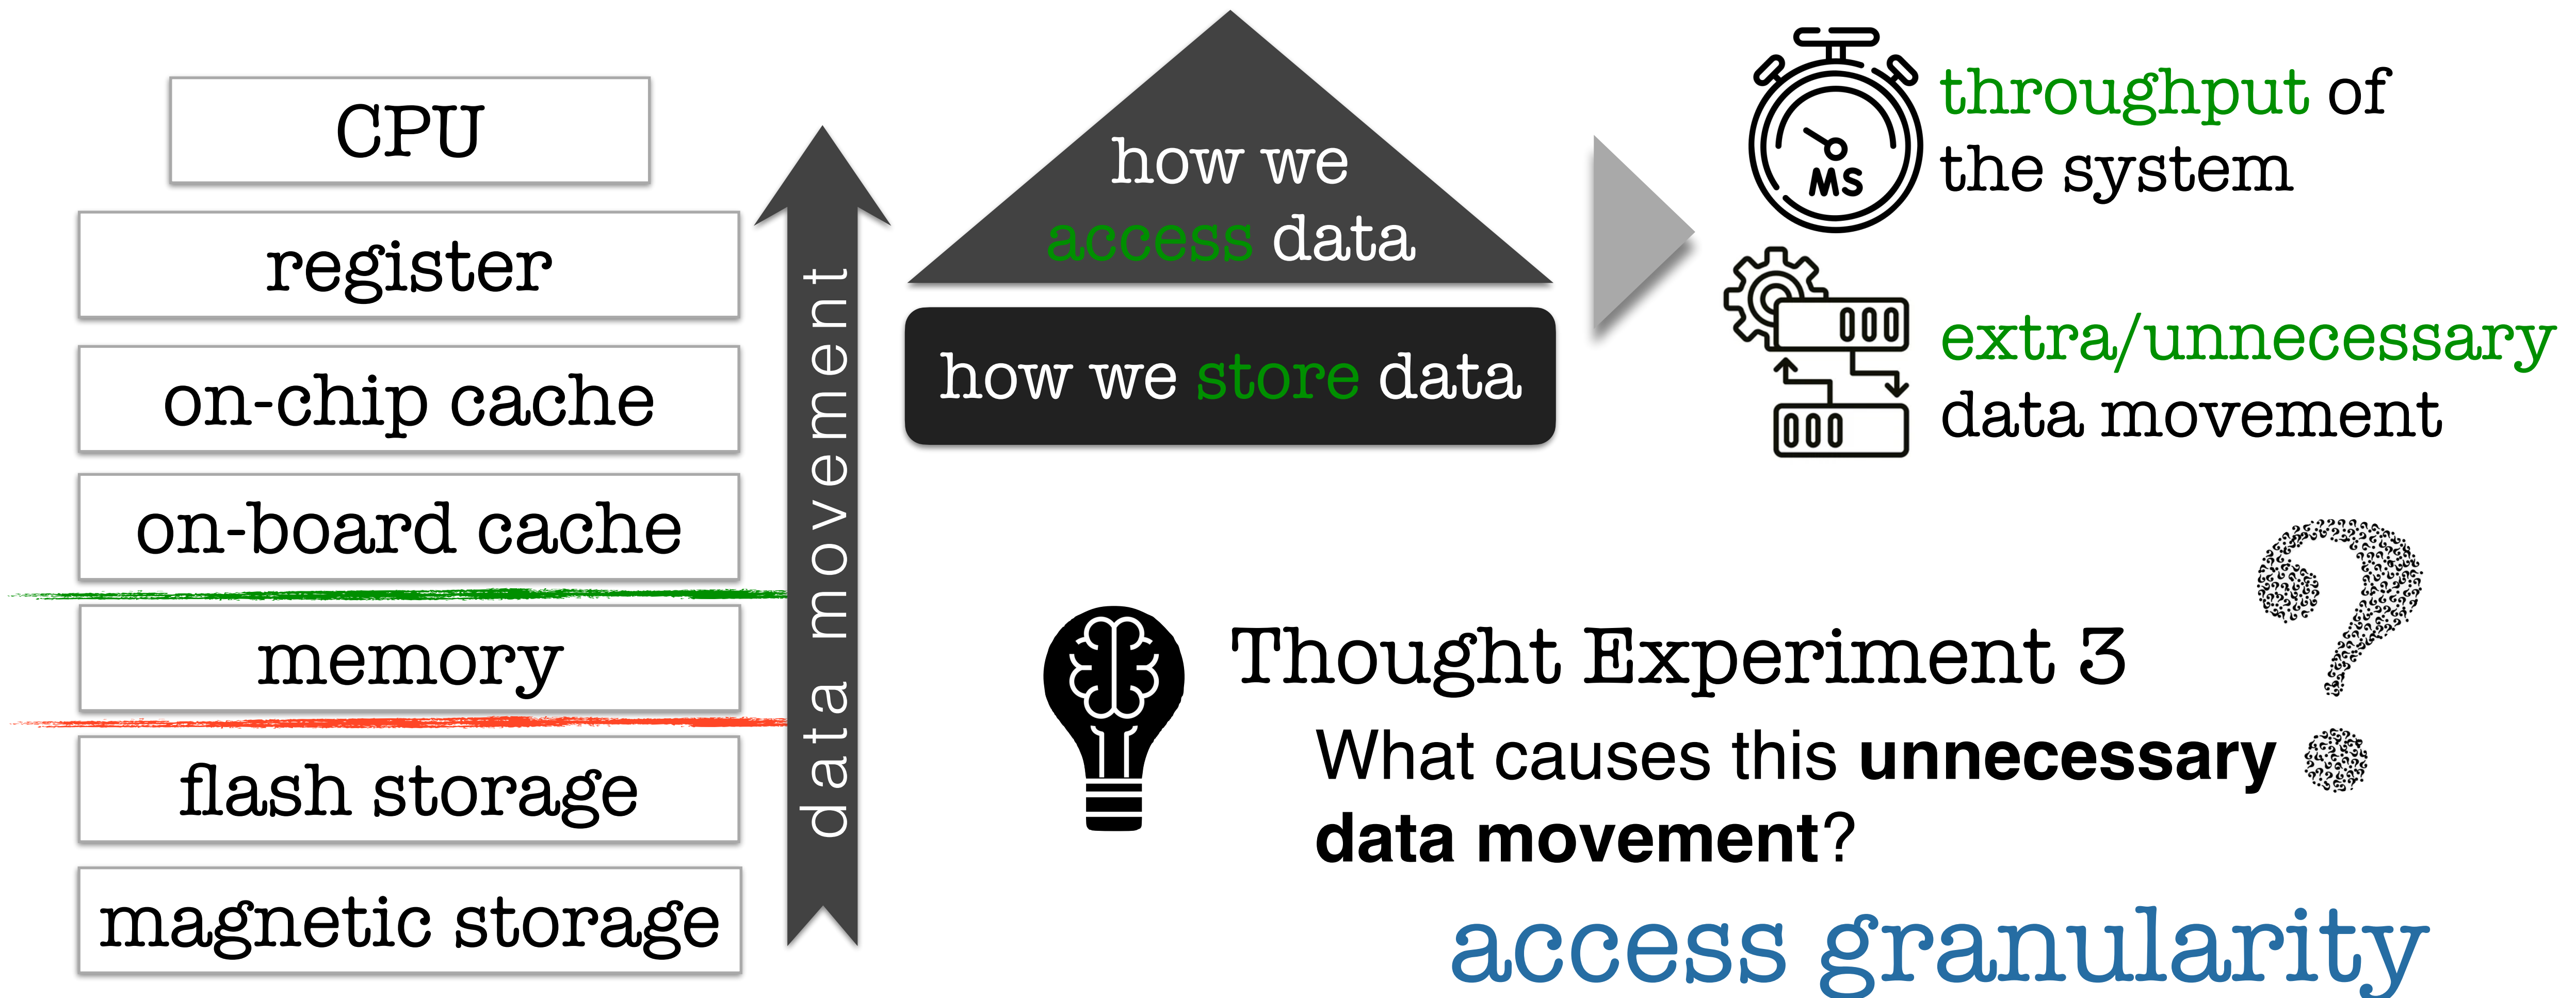 CPU
register
on-chip cache
on-board cache
memory
flash storage
magnetic storage
data movement
how we
access data
how we store data
MS
throughput of
the system
extra/unnecessary
data movement
Thought Experiment 3
What causes this unnecessary
data movement?
access granularity